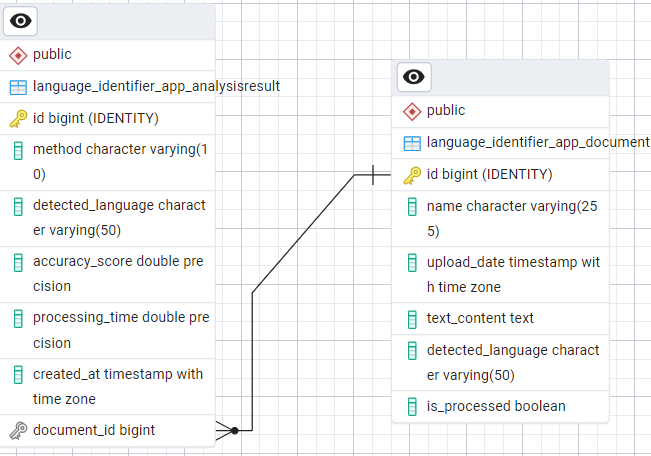 public
language_identifier_app_analysisresult
id bigint (IDENTITY)
method character varying(1
0)
detected_language charact
er varying(50)
accuracy_score double pre
cision
processing_time double pre
cision
created_at timestamp with
time zone
document_id bigint
public
language_identifier_app_document
id bigint (IDENTITY)
name character varying(25
5)
upload_date timestamp wit
h time zone
text_content text
detected_language charact
er varying(50)
is_processed boolean